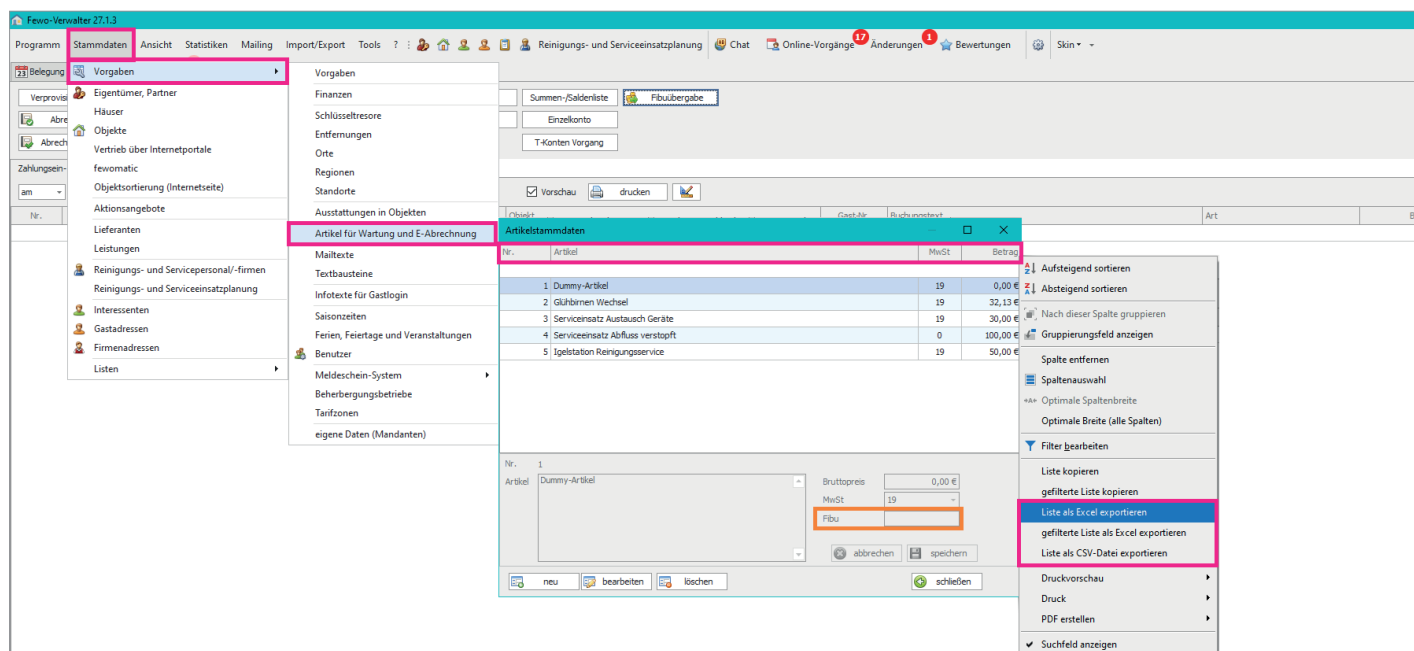 Fewo-Verwalter 27.1.3
Programm Stammdaten Ansicht Statistiken Mailing Import/Export Tools ? Reinigungs- und Serviceeinsatzplanung Chat Online-Vorgänge 17 Änderungen 1 Bewertungen Skin
23 Belegung
Vorgaben
Eigentümer, Partner
Häuser
Objekte
Vertrieb über Internetportale
fewomatic
Objektsortierung (Internetseite)
Aktionsangebote
Lieferanten
Leistungen
Reinigungs- und Servicepersonal/-firmen
Reinigungs- und Serviceeinsatzplanung
Interessenten
Gastadressen
Firmenadressen
Listen
Verprovisi
Abre
Abrech
Zahlungsein-
am
Nr.
Vorgaben
Finanzen
Schlüsseltresore
Entfernungen
Orte
Regionen
Standorte
Ausstattungen in Objekten
Artikel für Wartung und E-Abrechnung
Mailtexte
Textbausteine
Infotexte für Gastlogin
Saisonzeiten
Ferien, Feiertage und Veranstaltungen
Benutzer
Meldeschein-System
Beherbergungsbetriebe
Tarifzonen
eigene Daten (Mandanten)
Summen-/Saldenliste Fibuübergabe
Einzelkonto
T-Konten Vorgang
Vorschau drucken
Objekt Gast-Nr. Buchungstext Art B
Artikelstammdaten
Nr. Artikel MwSt Betrag
1 Dummy-Artikel 19 0,00 €
2 Glühbirnen Wechsel 19 32,13 €
3 Serviceinsatz Austausch Geräte 19 30,00 €
4 Serviceeinsatz Abfluss verstopft 0 100,00 €
5 Igelstation Reinigungsservice 19 50,00 €
Nr. 1
Artikel Dummy-Artikel
Bruttopreis 0,00 €
MwSt 19
Fibu
abbrechen speichern
neu bearbeiten löschen schließen
Aufsteigend sortieren
Absteigend sortieren
Nach dieser Spalte gruppieren
Gruppierungsfeld anzeigen
Spalte entfernen
Spaltenauswahl
Optimale Spaltenbreite
Optimale Breite (alle Spalten)
Filter bearbeiten
Liste kopieren
gefilterte Liste kopieren
Liste als Excel exportieren
gefilterte Liste als Excel exportieren
Liste als CSV-Datei exportieren
Druckvorschau
Druck
PDF erstellen
Suchfeld anzeigen